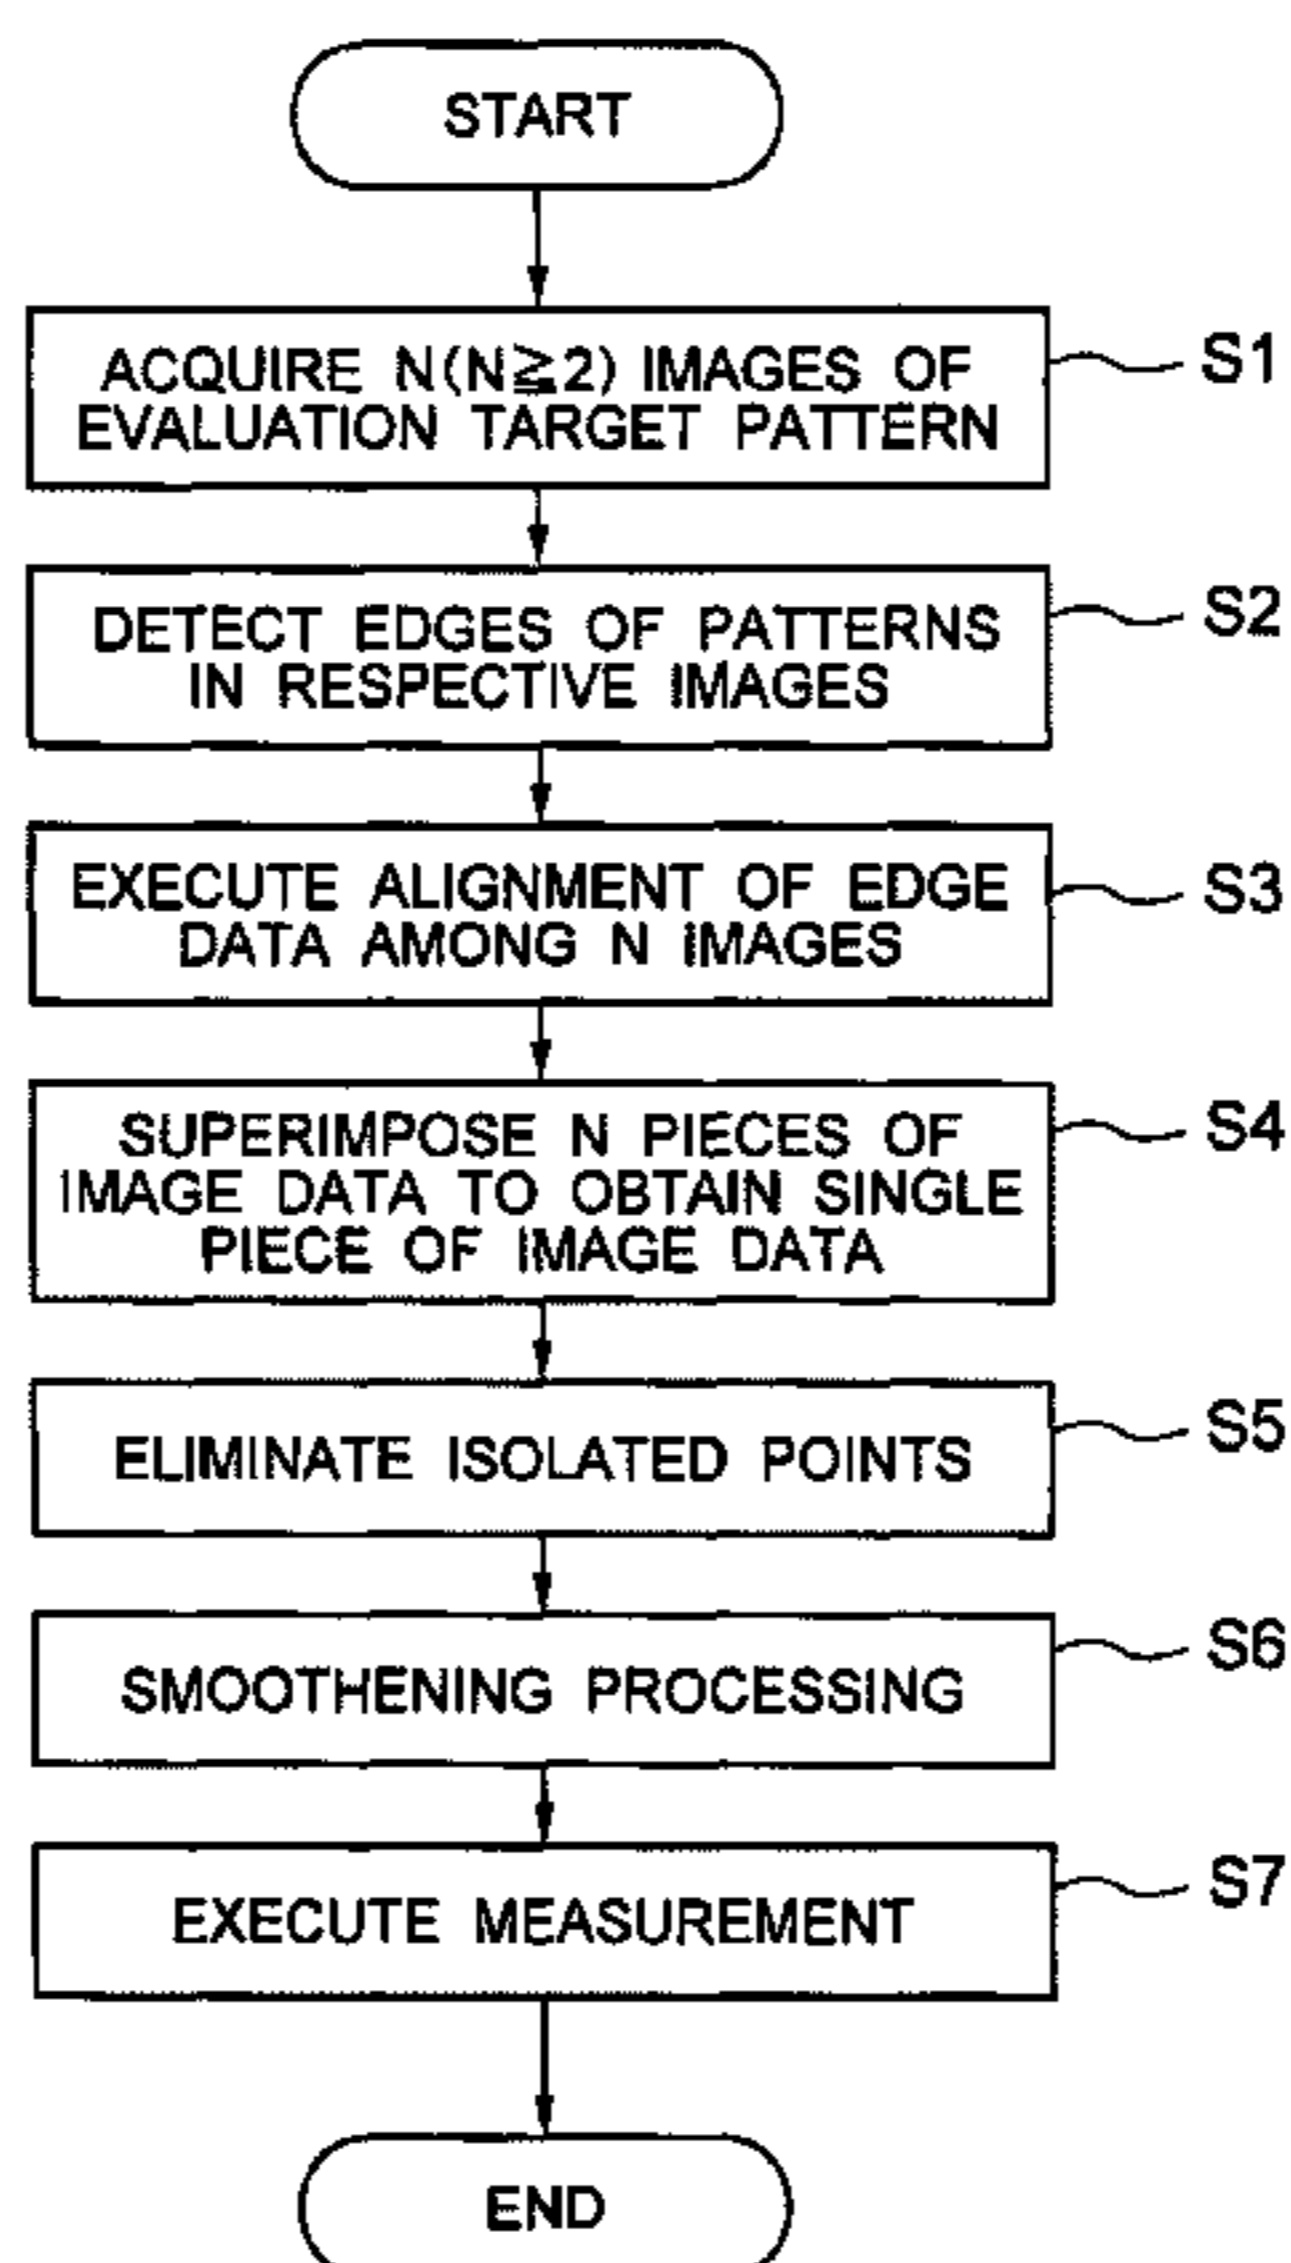 START
ACQUIRE N(N≧2) IMAGES OF
EVALUATION TARGET PATTERN
S1
DETECT EDGES OF PATTERNS
IN RESPECTIVE IMAGES
S2
EXECUTE ALIGNMENT OF EDGE
DATA AMONG N IMAGES
S3
SUPERIMPOSE N PIECES OF
IMAGE DATA TO OBTAIN SINGLE
PIECE OF IMAGE DATA
S4
ELIMINATE ISOLATED POINTS
S5
SMOOTHENING PROCESSING
S6
EXECUTE MEASUREMENT
S7
END